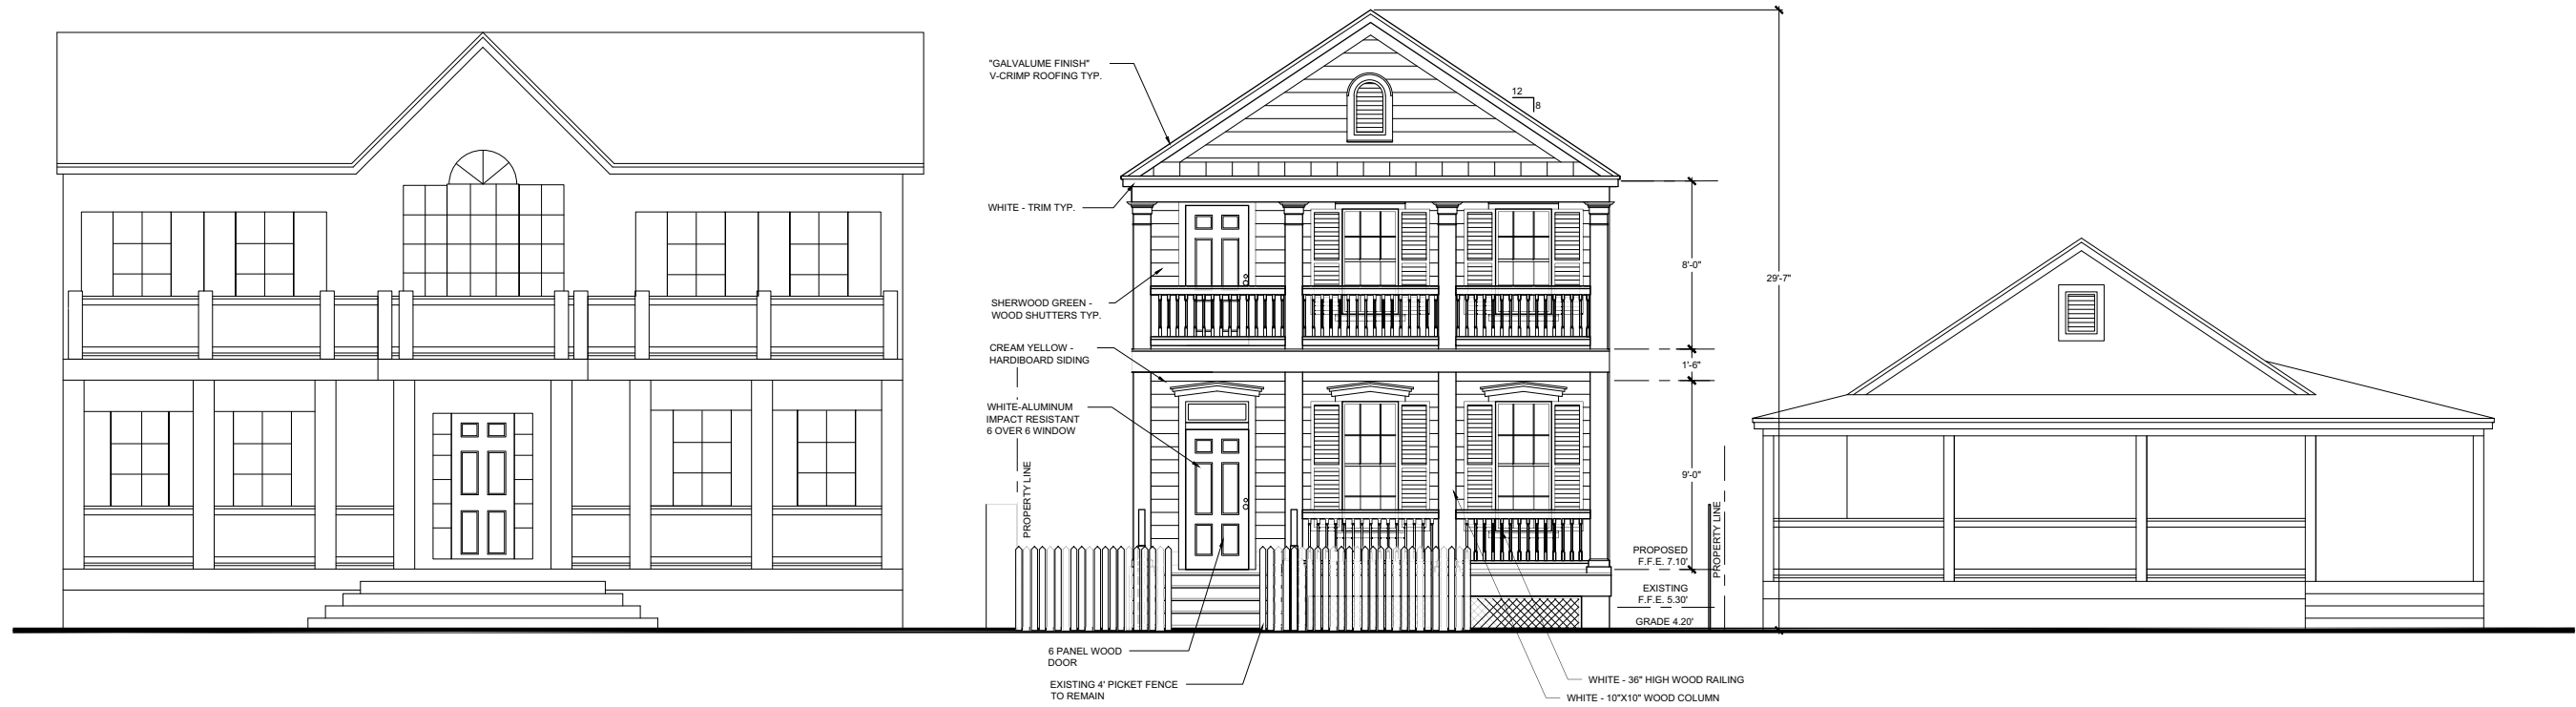 "GALVALUME FINISH"
V-CRIMP ROOFING TYP.
12
8
WHITE - TRIM TYP.
8'-0"
29'-7"
SHERWOOD GREEN -
WOOD SHUTTERS TYP.
CREAM YELLOW -
HARDIBOARD SIDING
1'-6"
WHITE-ALUMINUM
IMPACT RESISTANT
6 OVER 6 WINDOW
9'-0"
PROPERTY LINE
PROPERTY LINE
PROPOSED
F.F.E. 7.10'
EXISTING
F.F.E. 5.30'
GRADE 4.20'
6 PANEL WOOD
DOOR
EXISTING 4' PICKET FENCE
TO REMAIN
WHITE - 36" HIGH WOOD RAILING
WHITE - 10"X10" WOOD COLUMN